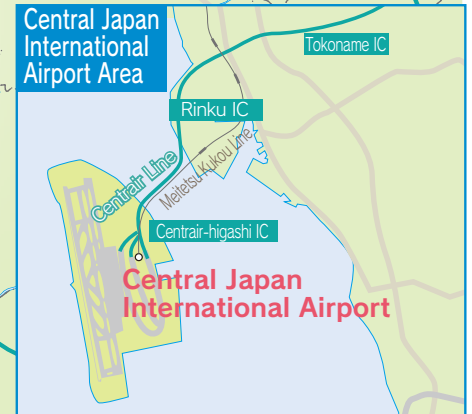 Central Japan
International
Airport Area
Tokoname IC
Rinku IC
Centrair Line
Meitetsu Kukou Line
Centrair-higashi IC
Central Japan
International Airport